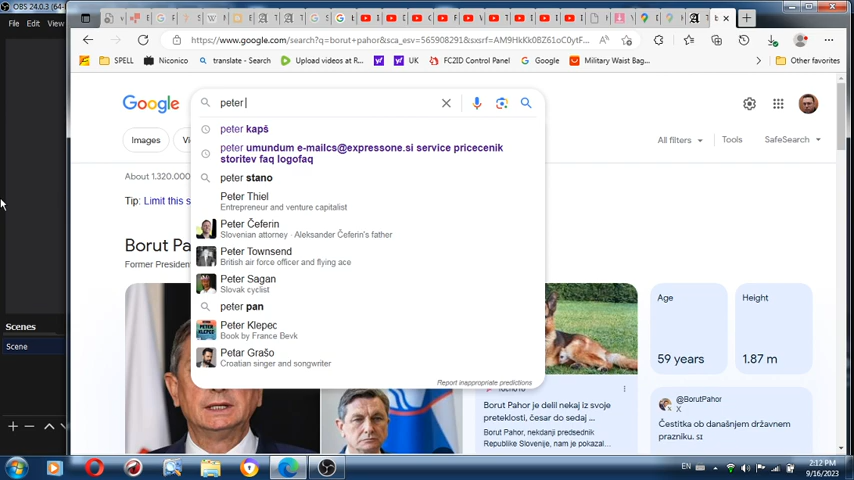 OBS 24.0.3
File Edit View
https://www.google.com/search?q=borut+pahor&sca_esv=565908291&sxsrf=AM9HkKk0BZ61oC0ytF...
SPELL
Niconico
spiration - Search
Upload videos at R...
UK
FC2ID Control Panel
Google
Military Waist Bag...
Other favorites
Google
peter
peter kapš
peter umundum e-mailcs@expressone.si service pricecenik
storitev faq logofaq
peter stano
Peter Thiel
Entrepreneur and venture capitalist
Peter Čeferin
Slovenian attorney · Aleksander Čeferin's father
Peter Townsend
British air force officer and flying ace
Peter Sagan
Slovak cyclist
peter pan
Peter Klepec
Book by France Bevk
Petar Grašo
Croatian singer and songwriter
Report inappropriate predictions
Images
Vi
All filters
Tools
SafeSearch
About 1.320.000
Tip: Limit this s
Borut Pa
Former Presiden
Age
59 years
Height
1.87 m
Borut Pahor je delil nekaj iz svoje
preteklosti, česar do sedaj ...
Borut Pahor, nekdanji predsednik
Republike Slovenije, nam je pokazal...
@BorutPahor
X
Čestitka ob današnjem državnem
prazniku. sı
Scenes
Scene
EN
2:12 PM
9/16/2023